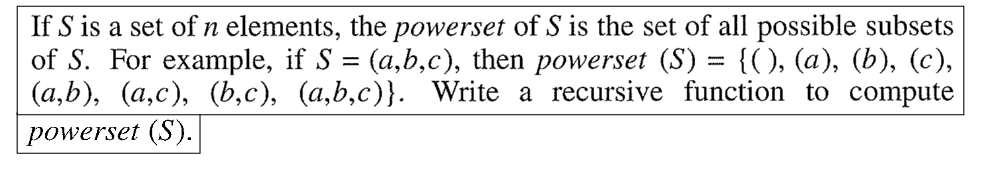 If S is a set of n elements, the powerset of S is the set of all possible subsets
of S. For example, if S = (a,b,c), then powerset (S) = {( ), (a), (b), (c),
(a,b), (a,c), (b,c), (a,b,c)}. Write a recursive function to compute
powerset (S).